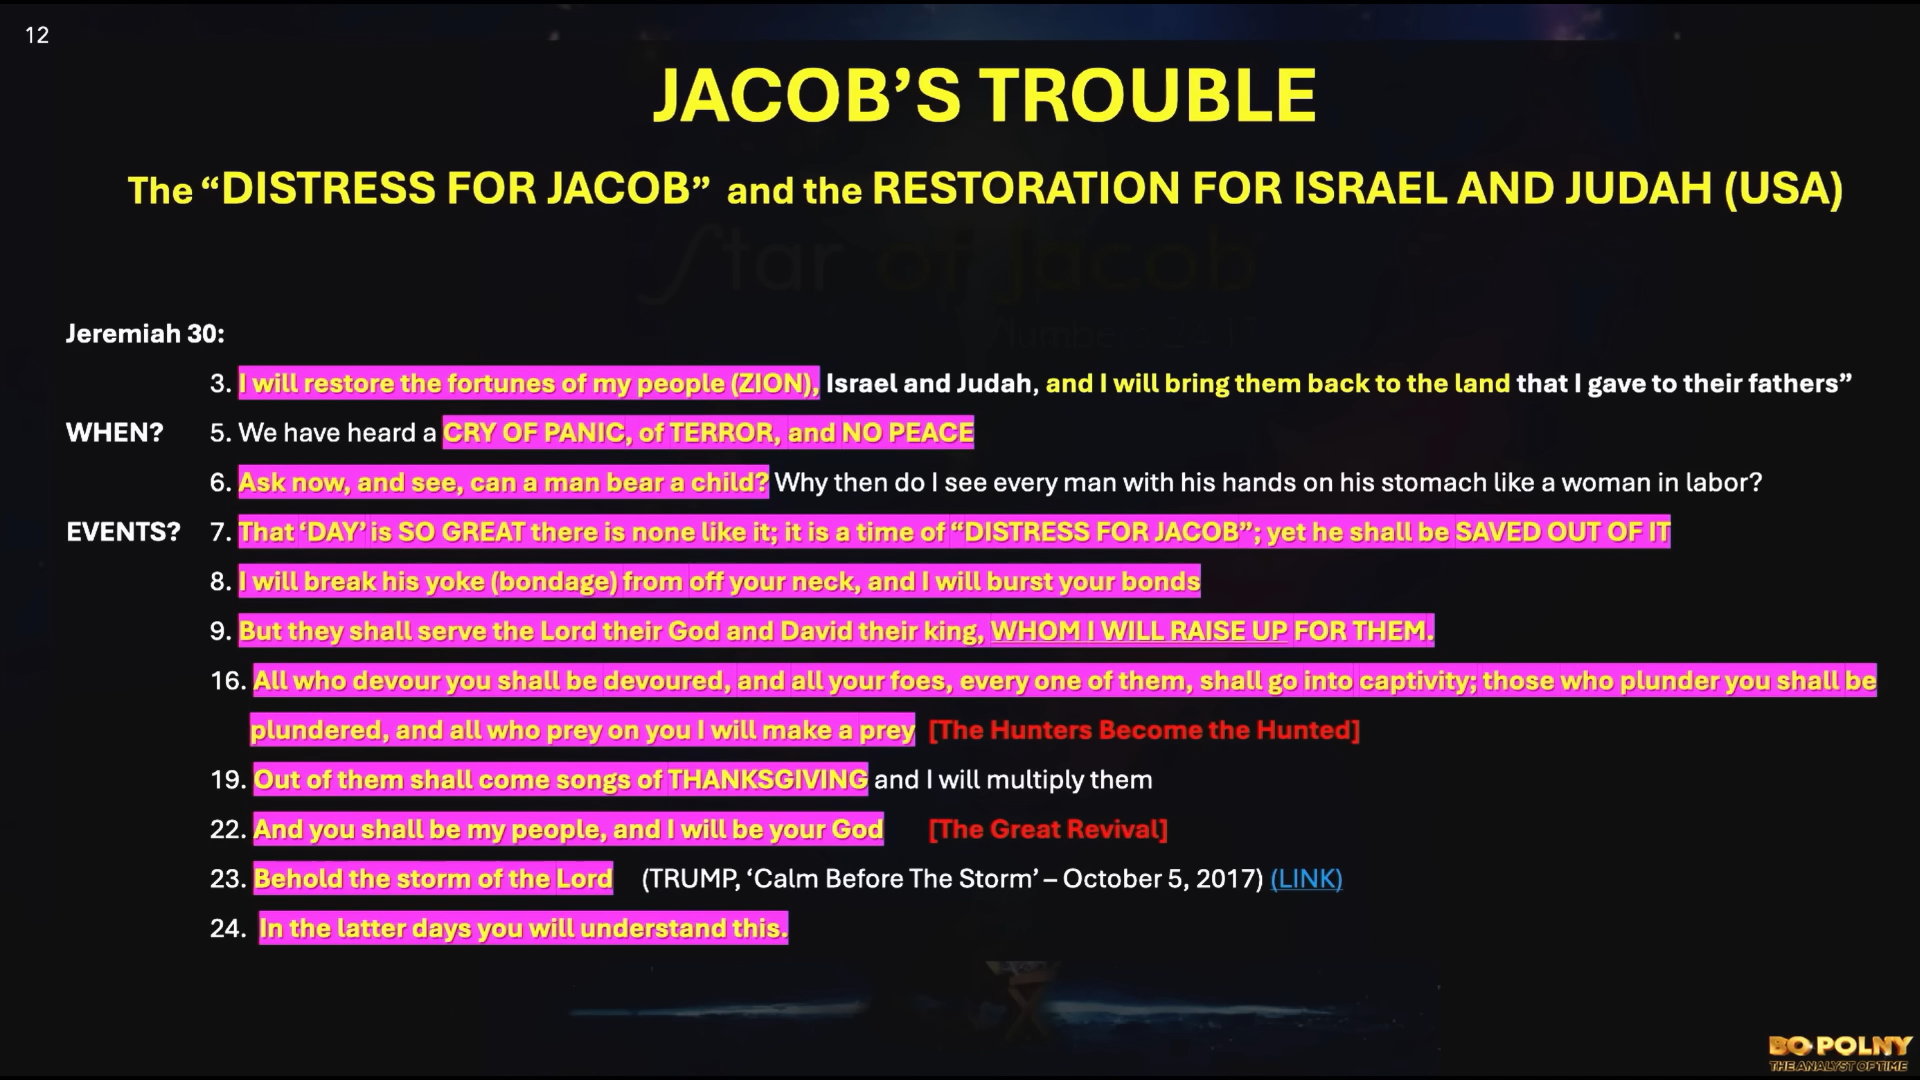 12
JACOB’S TROUBLE
The “DISTRESS FOR JACOB” and the RESTORATION FOR ISRAEL AND JUDAH (USA)
Star of Jacob
Jeremiah 30:
3. I will restore the fortunes of my people (ZION), Israel and Judah, and I will bring them back to the land that I gave to their fathers”
WHEN? 5. We have heard a CRY OF PANIC, of TERROR, and NO PEACE
6. Ask now, and see, can a man bear a child? Why then do I see every man with his hands on his stomach like a woman in labor?
EVENTS? 7. That ‘DAY’ is SO GREAT there is none like it; it is a time of “DISTRESS FOR JACOB”; yet he shall be SAVED OUT OF IT
8. I will break his yoke (bondage) from off your neck, and I will burst your bonds
9. But they shall serve the Lord their God and David their king, WHOM I WILL RAISE UP FOR THEM.
16. All who devour you shall be devoured, and all your foes, every one of them, shall go into captivity; those who plunder you shall be
plundered, and all who prey on you I will make a prey [The Hunters Become the Hunted]
19. Out of them shall come songs of THANKSGIVING and I will multiply them
22. And you shall be my people, and I will be your God [The Great Revival]
23. Behold the storm of the Lord (TRUMP, ‘Calm Before The Storm’ – October 5, 2017) (LINK)
24. In the latter days you will understand this.
BO POLNY
THE ANALYST OF TIME